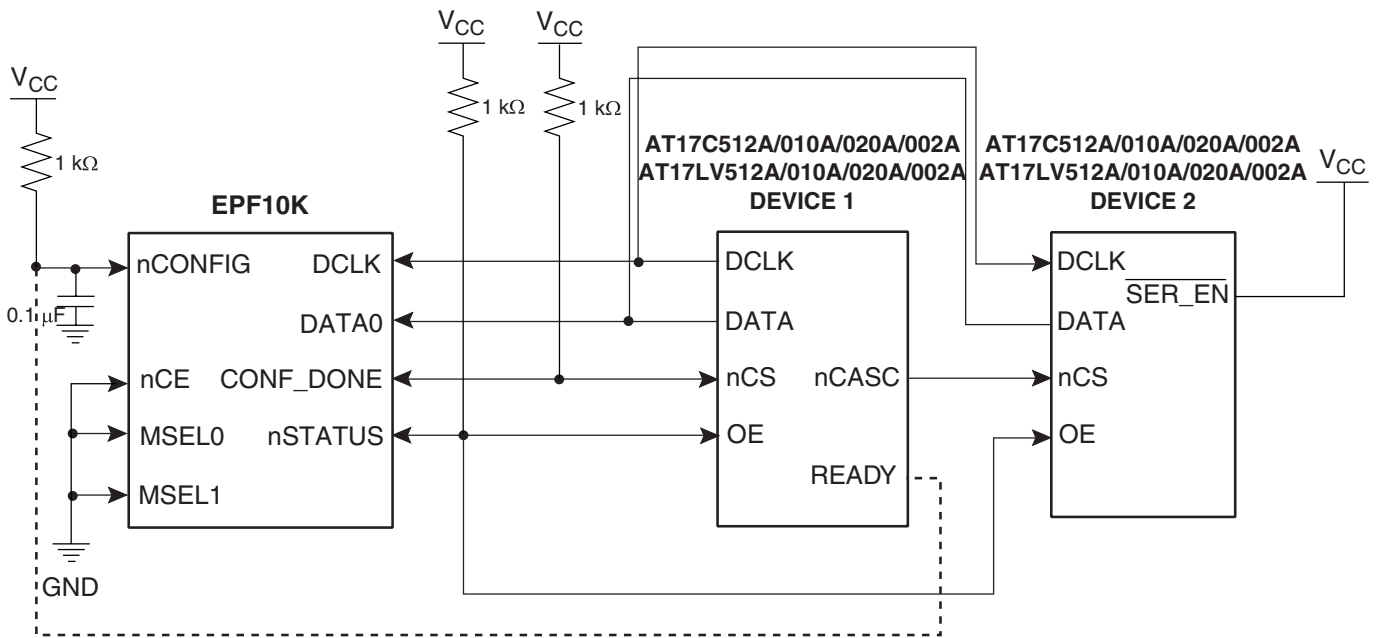 VCC
1 kΩ
VCC
1 kΩ
VCC
1 kΩ
0.1 μF
EPF10K
nCONFIG
DCLK
DATA0
nCE
CONF_DONE
MSEL0
nSTATUS
MSEL1
GND
AT17C512A/010A/020A/002A
AT17LV512A/010A/020A/002A
DEVICE 1
DCLK
DATA
nCS
nCASC
OE
READY
AT17C512A/010A/020A/002A
AT17LV512A/010A/020A/002A
DEVICE 2
DCLK
SER_EN
DATA
nCS
OE
VCC